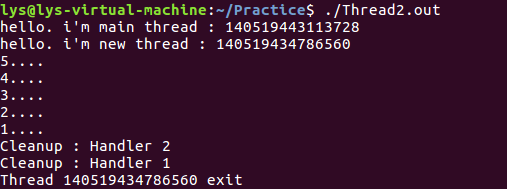 lys@lys-virtual-machine:~/Practice$ ./Thread2.out
hello. i'm main thread : 140519443113728
hello. i'm new thread : 140519434786560
5....
4....
3....
2....
1....
Cleanup : Handler 2
Cleanup : Handler 1
Thread 140519434786560 exit